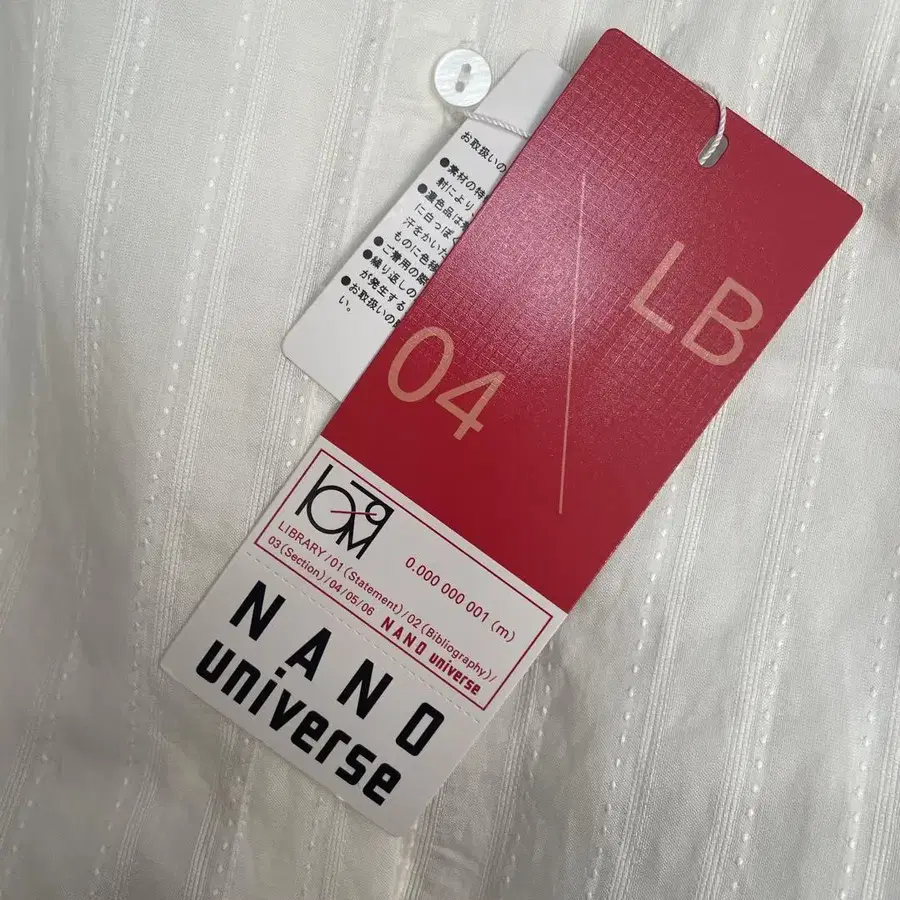 お取扱いの
●素材の特
射により
●濃色品は
に白っぽく
汗をかいた
ものに色移
●ご着用の際
●繰り返しの
が発生する
●お取扱いの
い。
LB
04
10-9M
0.000 000 001 (m)
LIBRARY/01(Statement)/02(Bibliography)/
03(Section)/04/05/06 NANO universe
NANO
universe